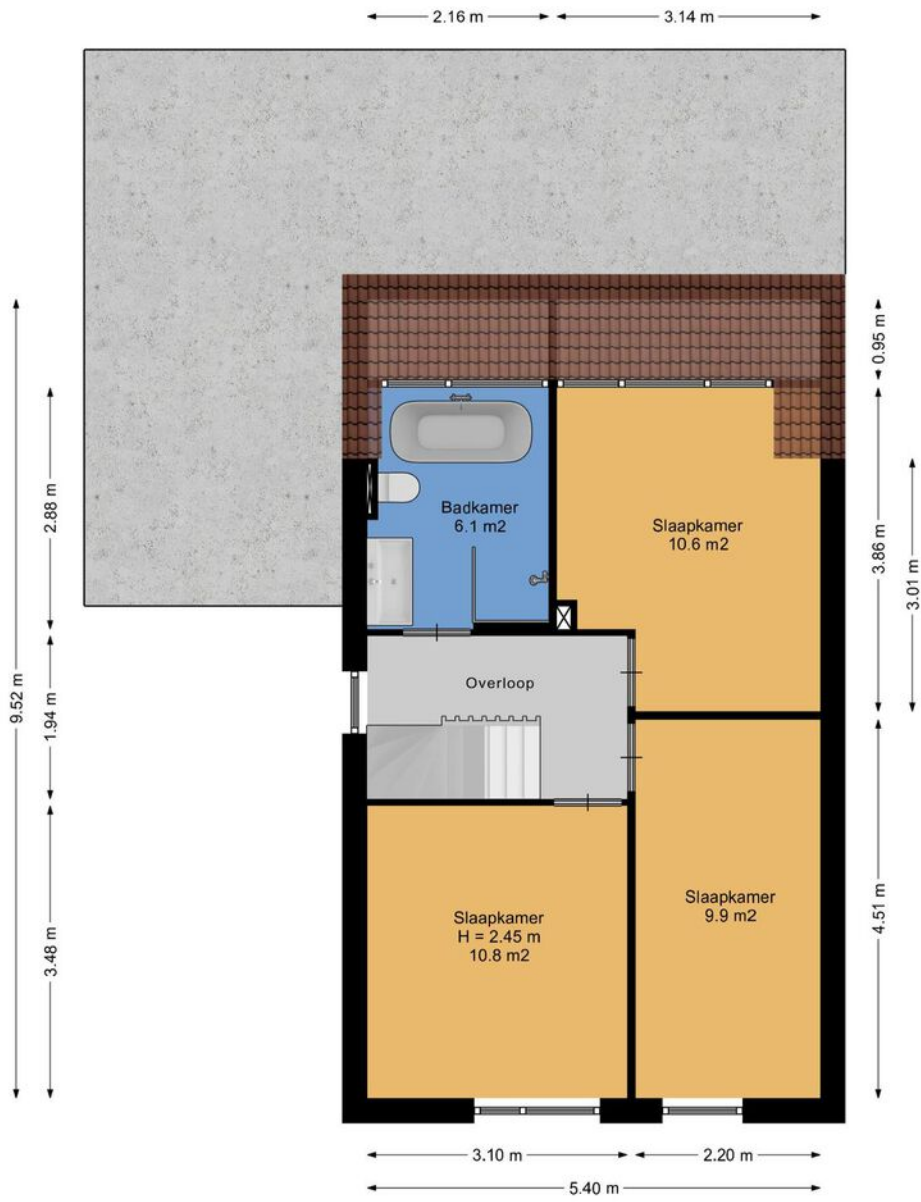 2.16 m
3.14 m
0.95 m
9.52 m
2.88 m
Badkamer
6.1 m2
Slaapkamer
10.6 m2
3.86 m
3.01 m
Overloop
1.94 m
Slaapkamer
H = 2.45 m
10.8 m2
Slaapkamer
9.9 m2
3.48 m
4.51 m
3.10 m
2.20 m
5.40 m